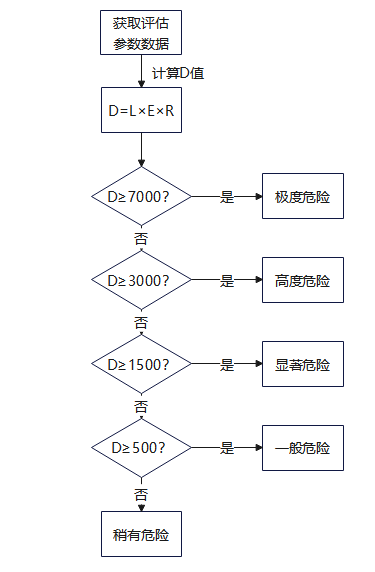 获取评估
参数数据
计算D值
D=L×E×R
D≥7000?
是
极度危险
否
D≥3000?
是
高度危险
否
D≥1500?
是
显著危险
否
D≥500?
是
一般危险
否
稍有危险